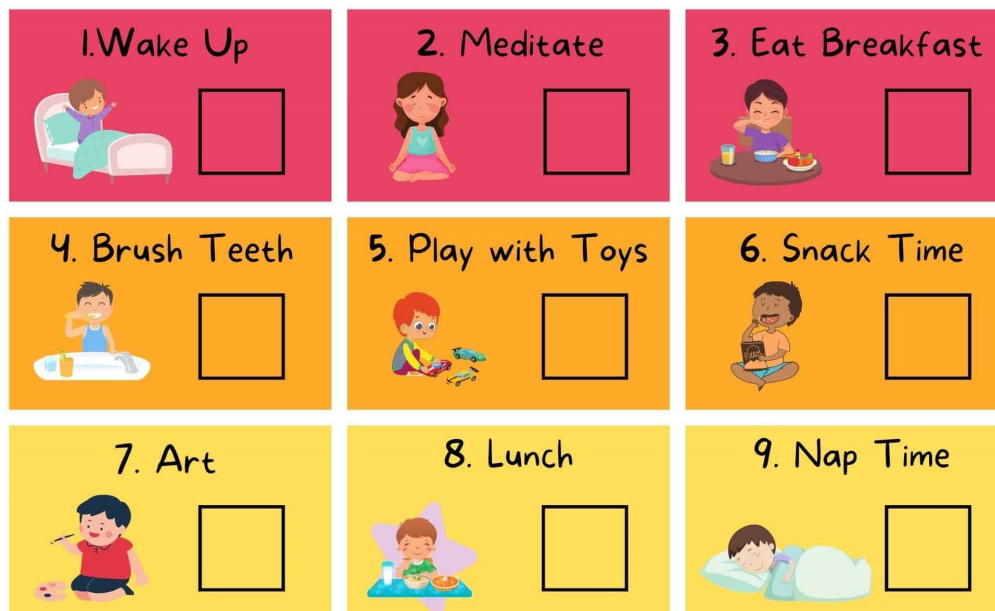 1.Wake Up
2. Meditate
3. Eat Breakfast
4. Brush Teeth
5. Play with Toys
6. Snack Time
7. Art
8. Lunch
9. Nap Time